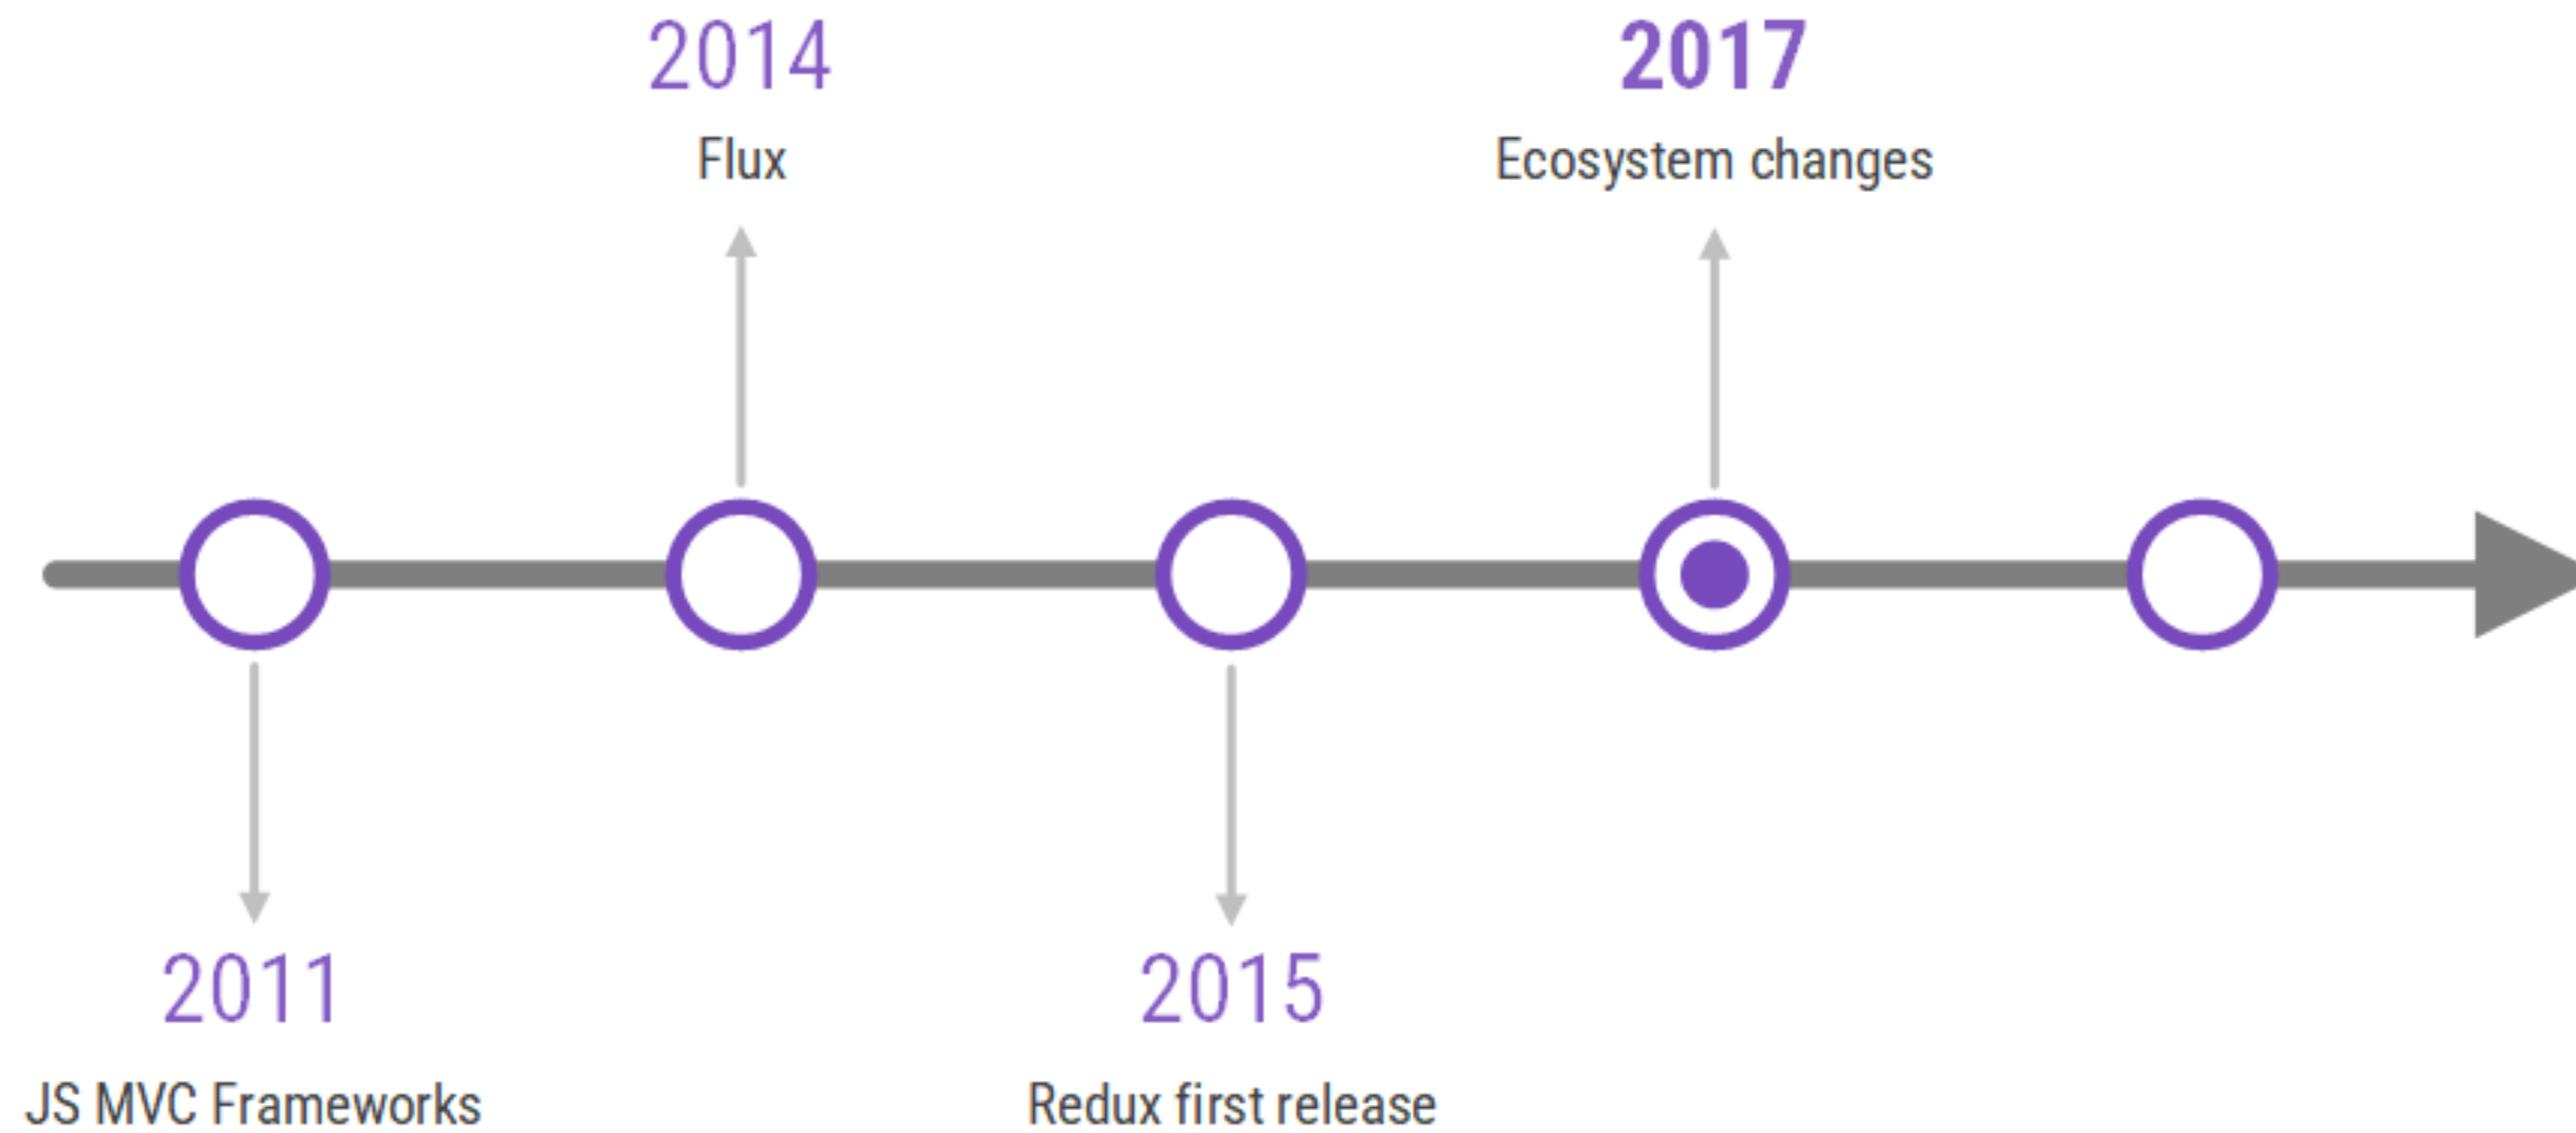 2014
Flux
2017
Ecosystem changes
2011
JS MVC Frameworks
2015
Redux first release